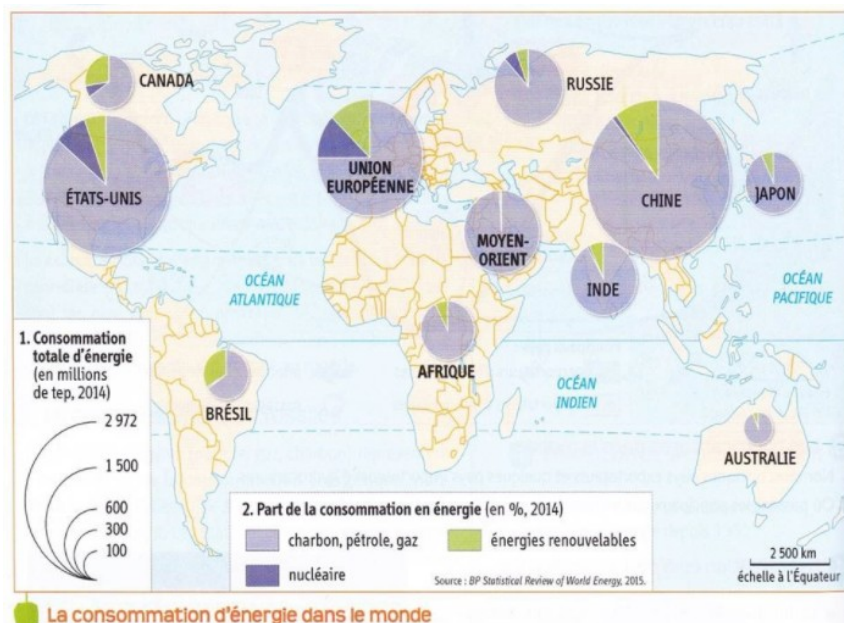 CANADA
RUSSIE
ÉTATS-UNIS
UNION
EUROPÉENNE
CHINE
JAPON
MOYEN-
ORIENT
INDE
OCÉAN
ATLANTIQUE
OCÉAN
PACIFIQUE
AFRIQUE
OCÉAN
INDIEN
BRÉSIL
AUSTRALIE
1. Consommation
totale d'énergie
(en millions
de tep, 2014)
2 972
1 500
600
300
100
2. Part de la consommation en énergie (en %, 2014)
charbon, pétrole, gaz
énergies renouvelables
nucléaire
Source : BP Statistical Review of World Energy, 2015.
2 500 km
échelle à l'Équateur
La consommation d'énergie dans le monde